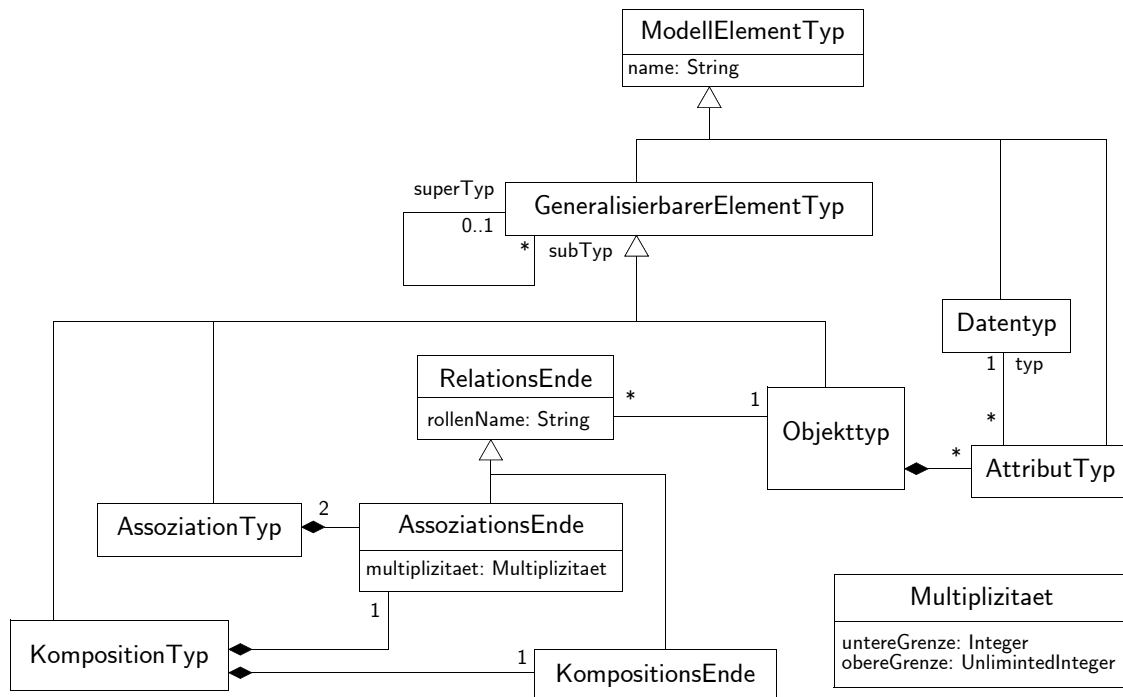 ModellElementTyp
name: String
superTyp
GeneralisierbarerElementTyp
0..1
*
subTyp
Datentyp
1
typ
*
RelationsEnde
rollenName: String
*
1
Objekttyp
*
AttributTyp
AssoziationTyp
2
AssoziationsEnde
multiplizitaet: Multiplizitaet
1
KompositionTyp
1
KompositionsEnde
Multiplizitaet
untereGrenze: Integer
obereGrenze: UnlimintedInteger